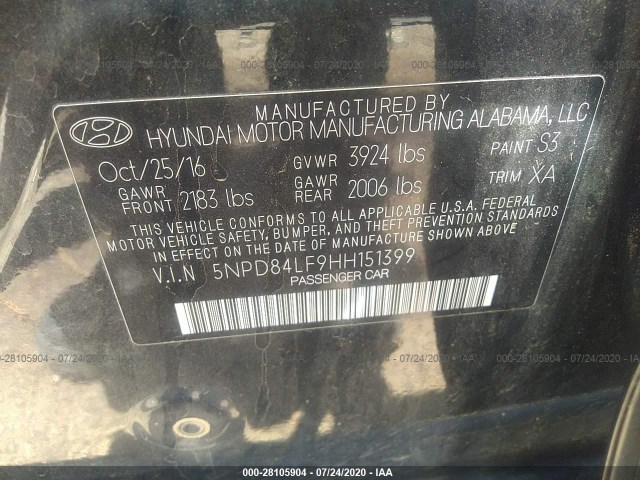 MANUFACTURED BY
HYUNDAI MOTOR MANUFACTURING ALABAMA, LLC
Oct/25/16 GVWR 3924 lbs PAINT S3
GAWR FRONT 2183 lbs GAWR REAR 2006 lbs TRIM XA
THIS VEHICLE CONFORMS TO ALL APPLICABLE U.S.A. FEDERAL
MOTOR VEHICLE SAFETY, BUMPER, AND THEFT PREVENTION STANDARDS
IN EFFECT ON THE DATE OF MANUFACTURE SHOWN ABOVE.
V.I.N 5NPD84LF9HH151399
PASSENGER CAR
000-28105904 - 07/24/2020 - IAA